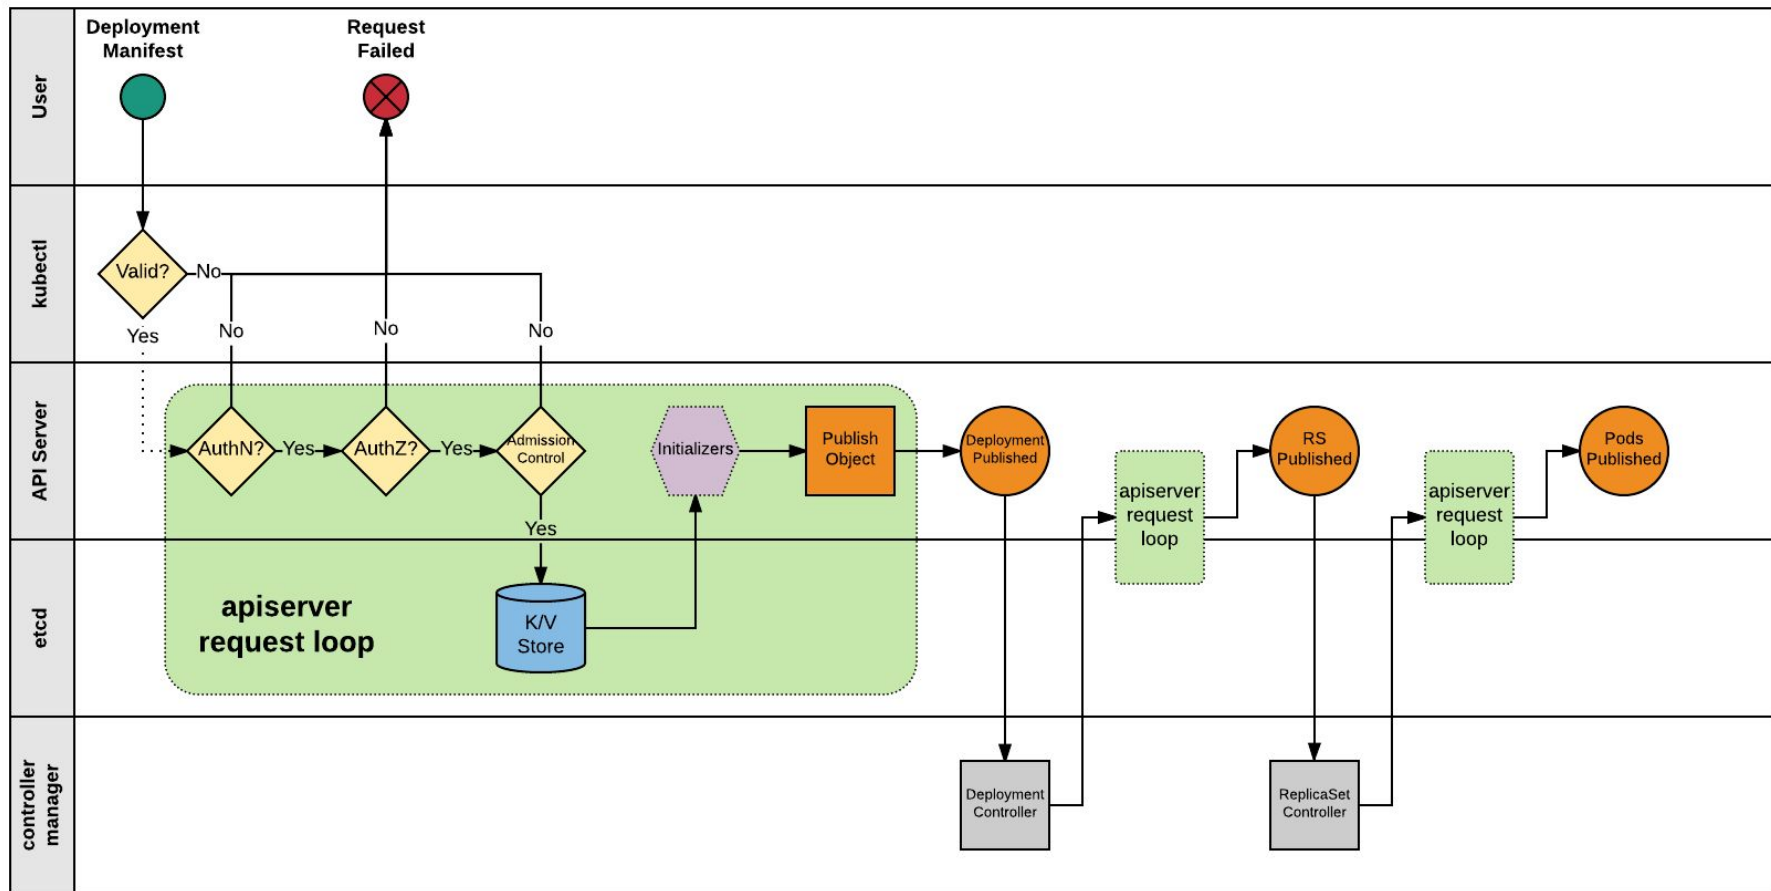 Deployment
Manifest
Request
Failed
User
kubectl
Valid?
No
Yes
No
No
No
API Server
AuthN?
Yes
AuthZ?
Yes
Admission
Control
Initializers
Publish
Object
Deployment
Published
RS
Published
Pods
Published
apiserver
request
loop
apiserver
request
loop
Yes
etcd
apiserver
request loop
K/V
Store
controller
manager
Deployment
Controller
ReplicaSet
Controller